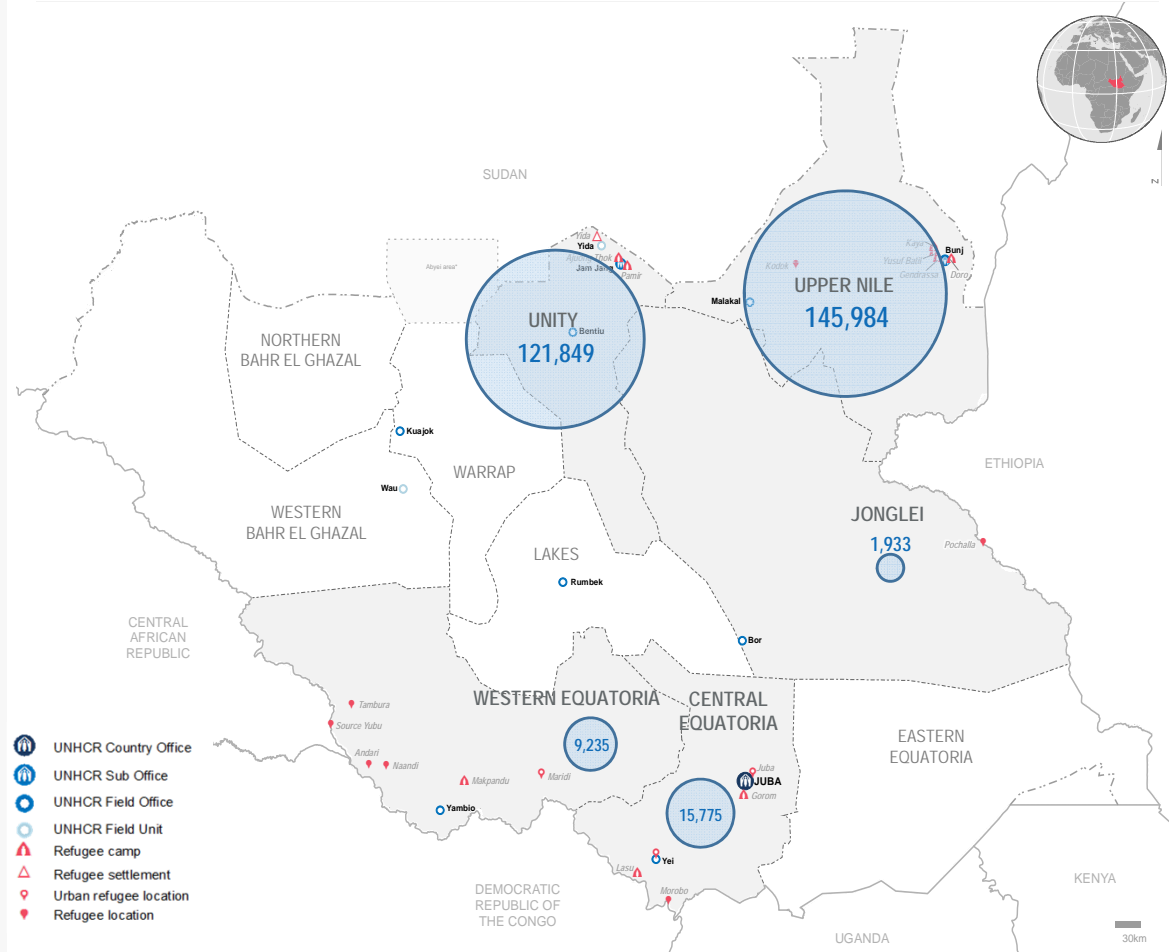 SUDAN
Z
Yida
Yida
Ajuong Thok
Jam Jang
Pamir
Abyei area*
Kaya
Bunj
Yusuf Batil
Gendrassa
Doro
Kodok
UPPER NILE
145,984
Malakal
UNITY
Bentiu
121,849
NORTHERN
BAHR EL GHAZAL
Kuajok
WARRAP
ETHIOPIA
Wau
WESTERN
BAHR EL GHAZAL
JONGLEI
1,933
Pochalla
LAKES
Rumbek
CENTRAL
AFRICAN
REPUBLIC
Bor
WESTERN EQUATORIA
CENTRAL
EQUATORIA
Tambura
Source Yubu
9,235
EASTERN
EQUATORIA
Andari
Naandi
Makpandu
Maridi
Juba
JUBA
Gorom
Yambio
15,775
Yei
Lasu
Morobo
DEMOCRATIC
REPUBLIC OF
THE CONGO
KENYA
UGANDA
30km
UNHCR Country Office
UNHCR Sub Office
UNHCR Field Office
UNHCR Field Unit
Refugee camp
Refugee settlement
Urban refugee location
Refugee location